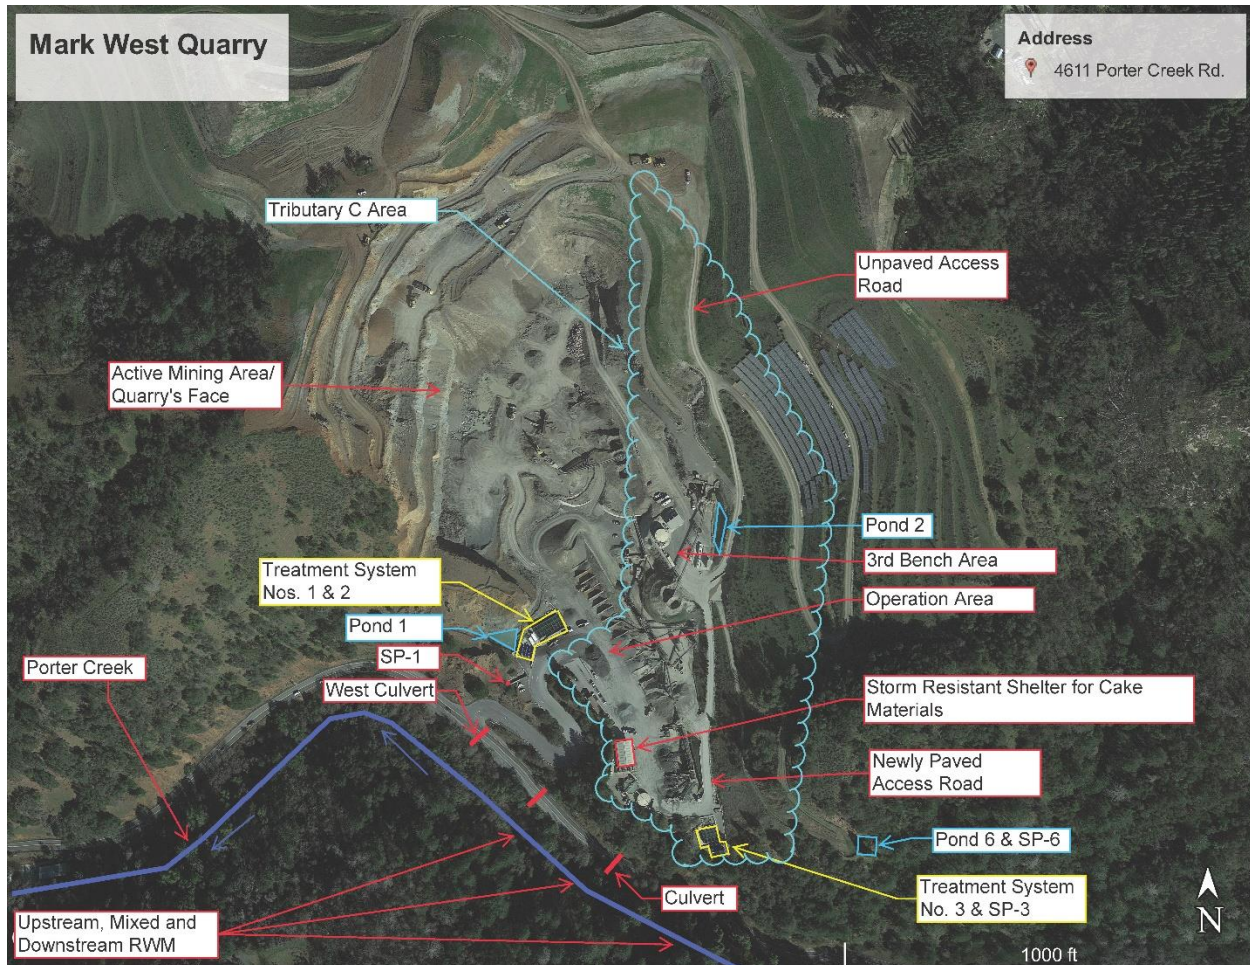 Mark West Quarry
Address
4611 Porter Creek Rd.
Tributary C Area
Unpaved Access
Road
Active Mining Area/
Quarry's Face
Pond 2
3rd Bench Area
Treatment System
Nos. 1 & 2
Operation Area
Pond 1
SP-1
Porter Creek
West Culvert
Storm Resistant Shelter for Cake
Materials
Newly Paved
Access Road
Pond 6 & SP-6
Culvert
Treatment System
No. 3 & SP-3
Upstream, Mixed and
Downstream RWM
N
1000 ft